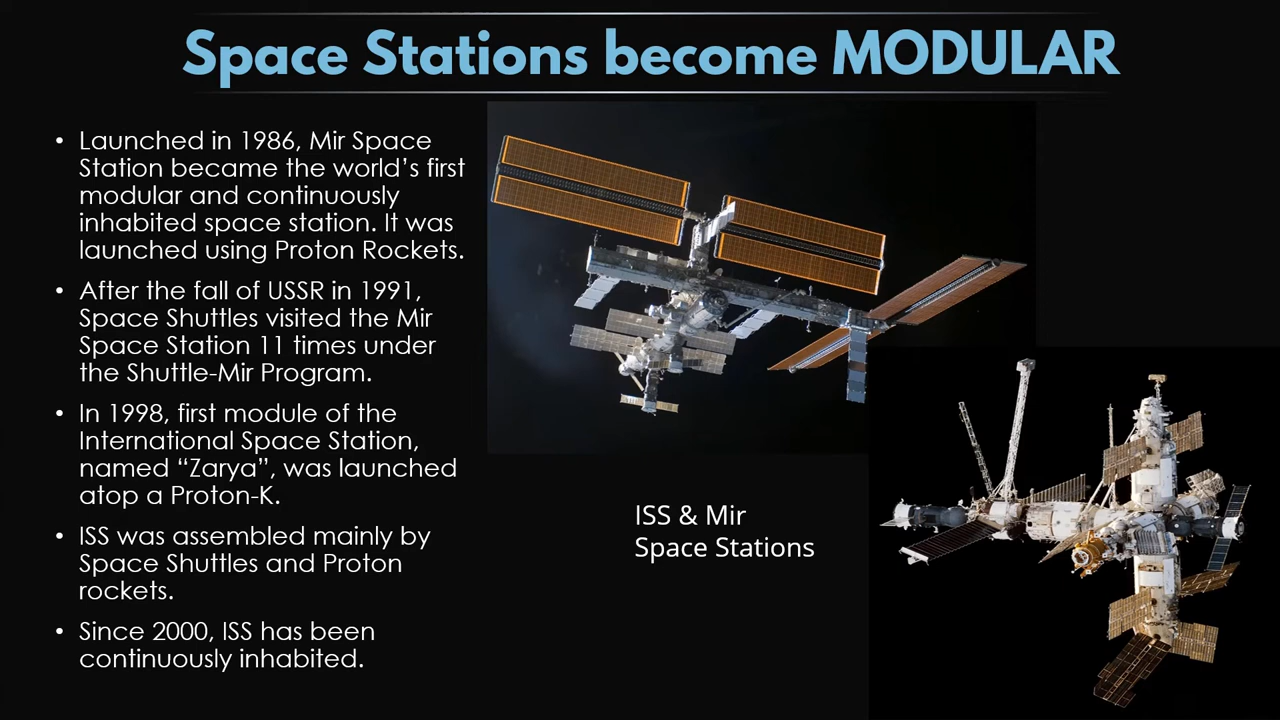 Space Stations become MODULAR
• Launched in 1986, Mir Space
Station became the world’s first
modular and continuously
inhabited space station. It was
launched using Proton Rockets.
• After the fall of USSR in 1991,
Space Shuttles visited the Mir
Space Station 11 times under
the Shuttle-Mir Program.
• In 1998, first module of the
International Space Station,
named “Zarya”, was launched
atop a Proton-K.
• ISS was assembled mainly by
Space Shuttles and Proton
rockets.
• Since 2000, ISS has been
continuously inhabited.
ISS & Mir
Space Stations